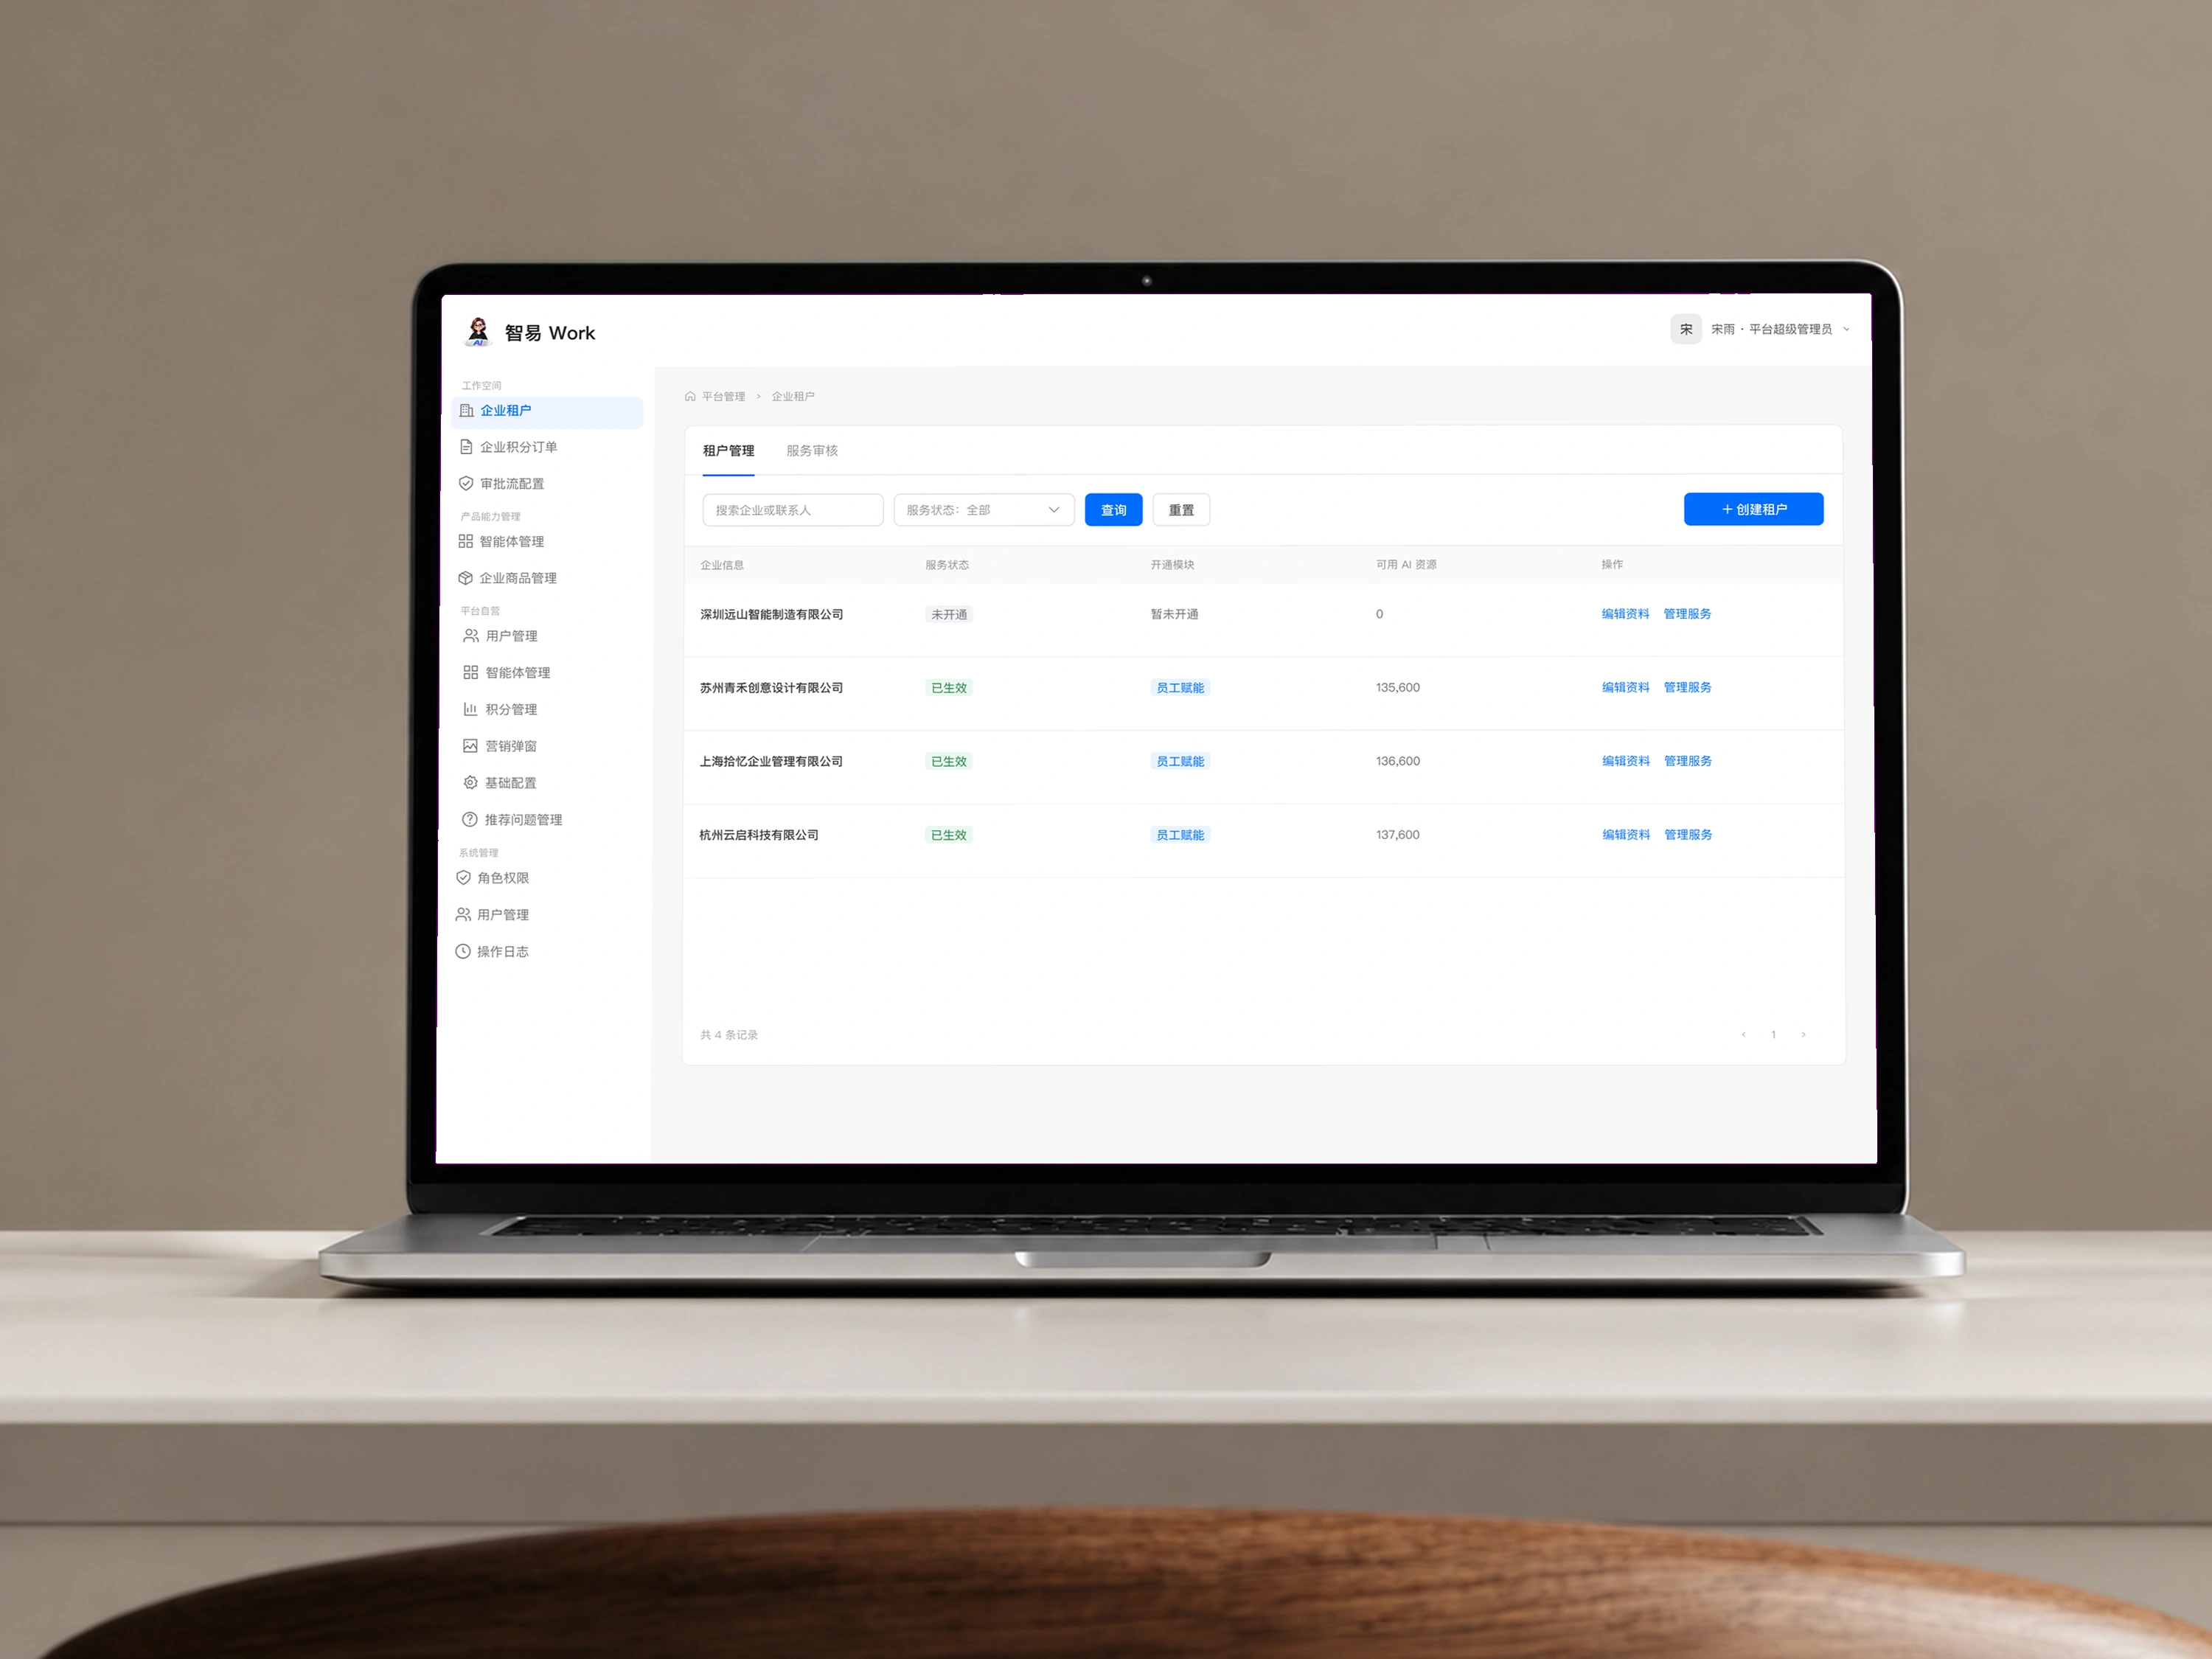 智易 Work
宋 宋雨 · 平台超级管理员
工作空间
企业租户
企业积分订单
审批流配置
产品能力管理
智能体管理
企业商品管理
平台自营
用户管理
智能体管理
积分管理
营销弹窗
基础配置
推荐问题管理
系统管理
角色权限
用户管理
操作日志
平台管理 > 企业租户
租户管理 服务审核
搜索企业或联系人 服务状态：全部 查询 重置 + 创建租户
企业信息 服务状态 开通模块 可用 AI 资源 操作
深圳远山智能制造有限公司 未开通 暂未开通 0 编辑资料 管理服务
苏州青禾创意设计有限公司 已生效 员工赋能 135,600 编辑资料 管理服务
上海拾忆企业管理有限公司 已生效 员工赋能 136,600 编辑资料 管理服务
杭州云启科技有限公司 已生效 员工赋能 137,600 编辑资料 管理服务
共 4 条记录 < 1 >
AI